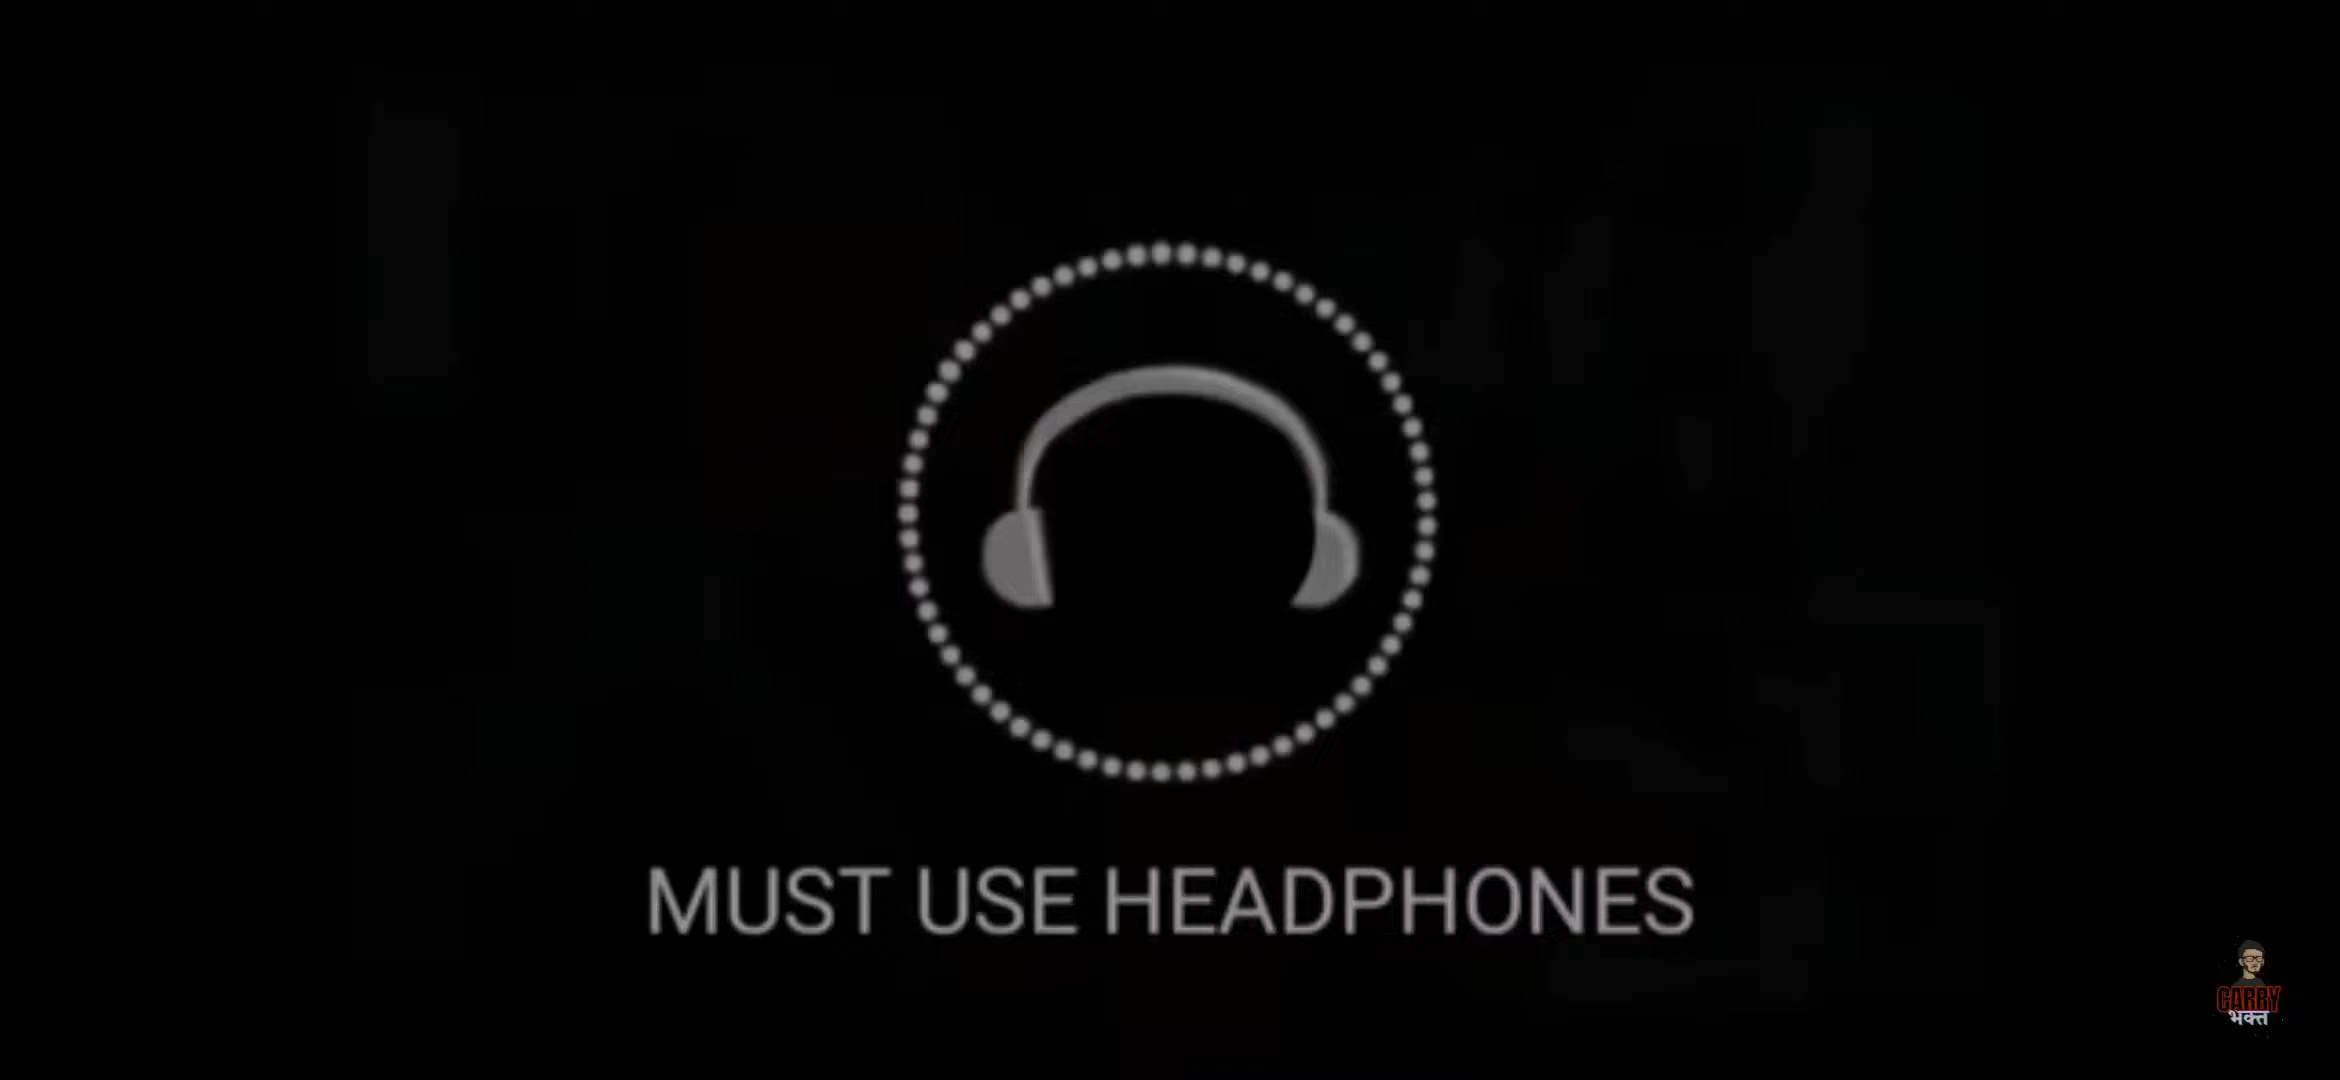 MUST USE HEADPHONES
CARRY
भक्त